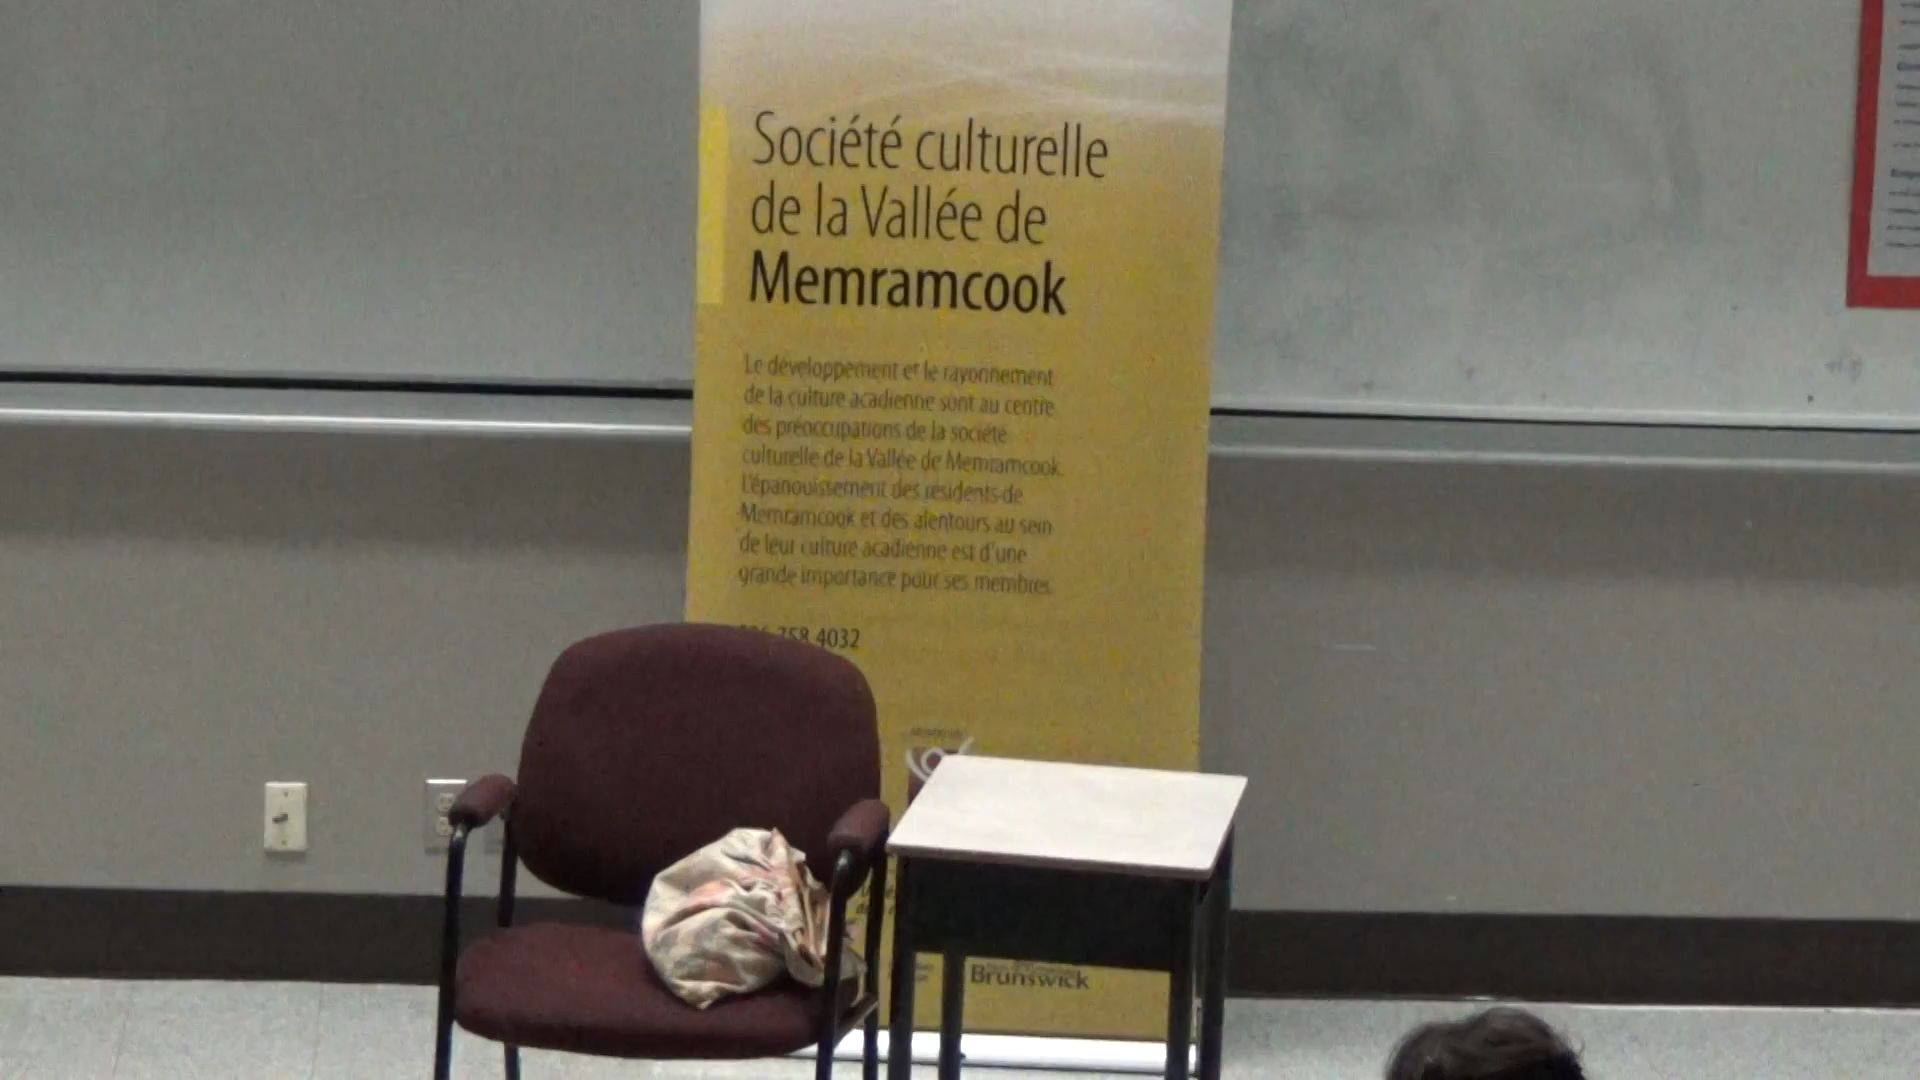 Société culturelle
de la Vallée de
Memramcook
Le développement et le rayonnement
de la culture acadienne sont au centre
des préoccupations de la société
culturelle de la Vallée de Memramcook.
L'épanouissement des résidents de
Memramcook et des alentours au sein
de leur culture acadienne est d'une
grande importance pour ses membres.
758 4032
Brunswick